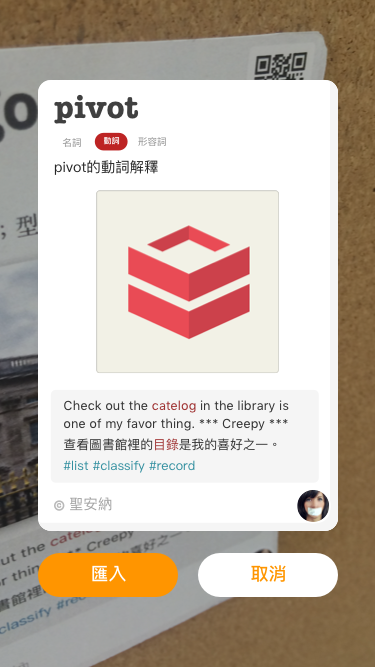 pivot
名詞 動詞 形容詞
pivot的動詞解釋
Check out the catelog in the library is
one of my favor thing. *** Creepy ***
查看圖書館裡的目錄是我的喜好之一。
#list #classify #record
© 聖安納
匯入 取消